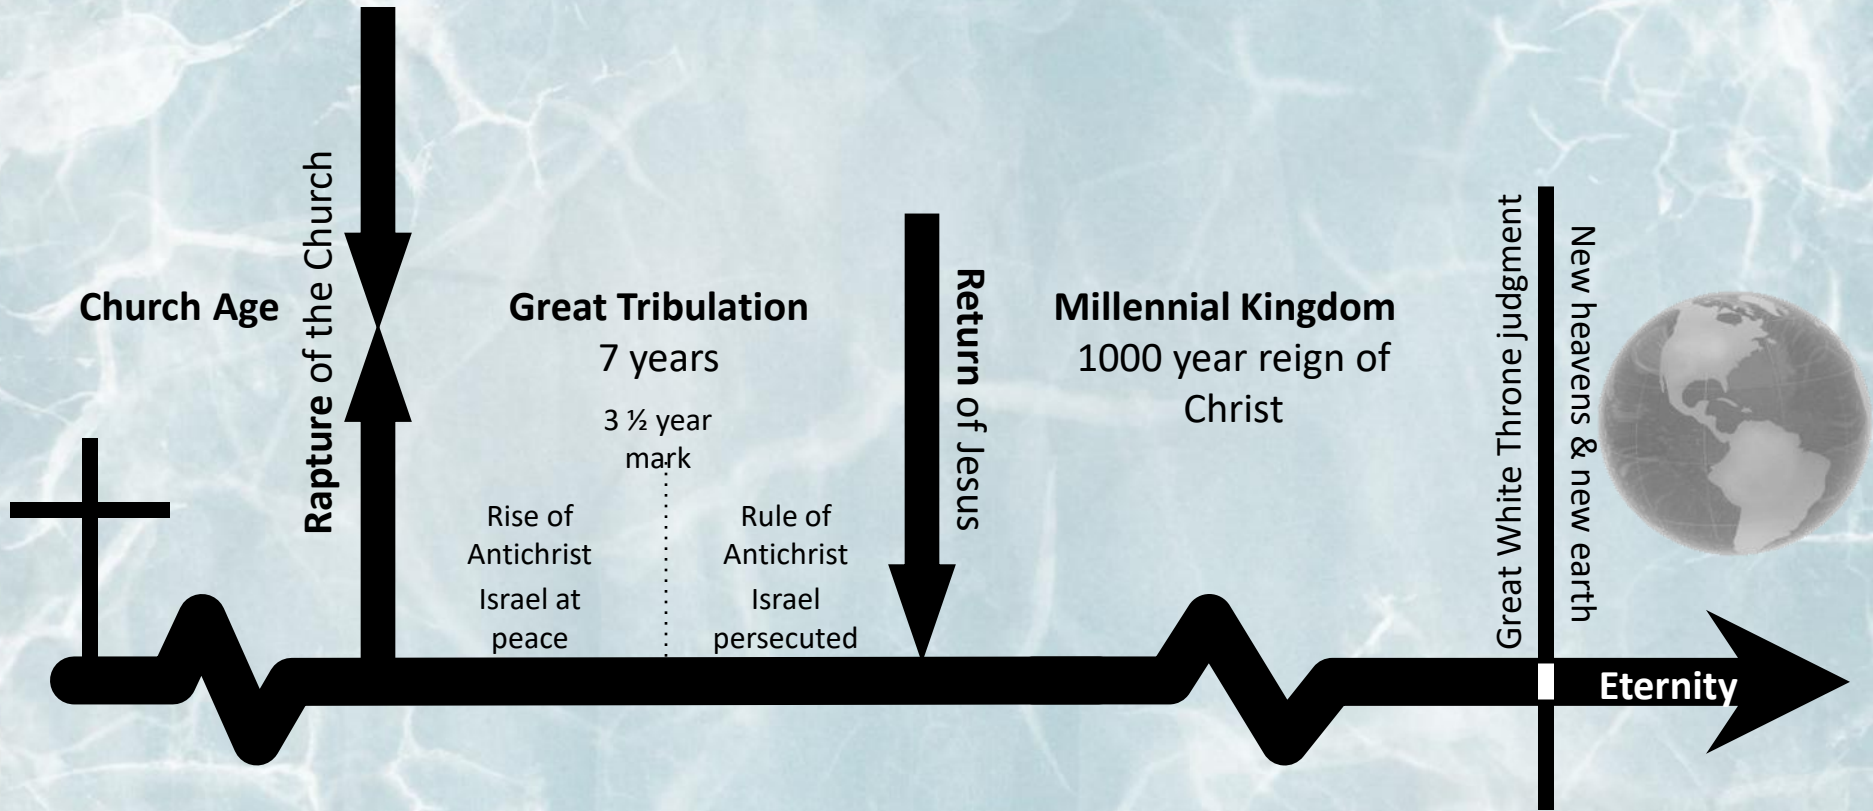 Church Age
Rapture of the Church
Great Tribulation
7 years
3 ½ year
mark
Rise of
Antichrist
Israel at
peace
Rule of
Antichrist
Israel
persecuted
Return of Jesus
Millennial Kingdom
1000 year reign of
Christ
Great White Throne judgment
New heavens & new earth
Eternity